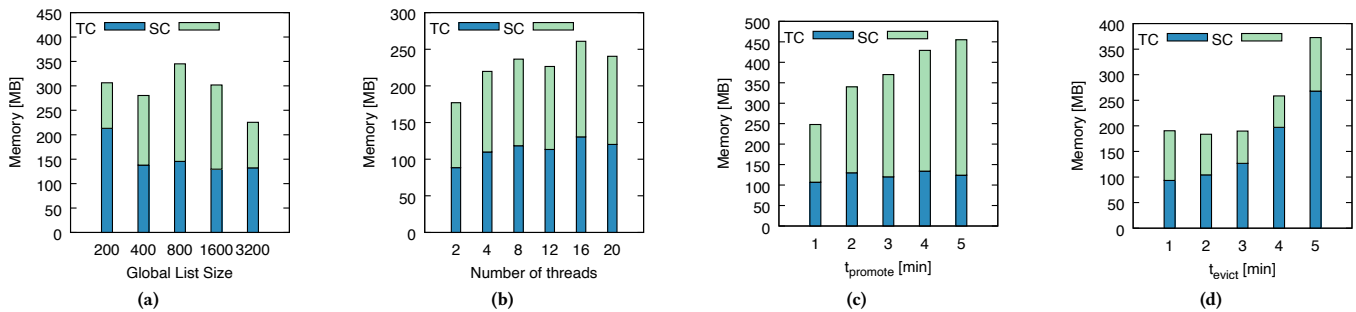 450
400
350
300
250
200
150
100
50
0
Memory [MB]
TC
SC
200 400 800 1600 3200
Global List Size
(a)
300
250
200
150
100
50
0
Memory [MB]
TC
SC
2 4 8 12 16 20
Number of threads
(b)
500
450
400
350
300
250
200
150
100
50
0
Memory [MB]
TC
SC
1 2 3 4 5
tpromote [min]
(c)
400
350
300
250
200
150
100
50
0
Memory [MB]
TC
SC
1 2 3 4 5
tevict [min]
(d)